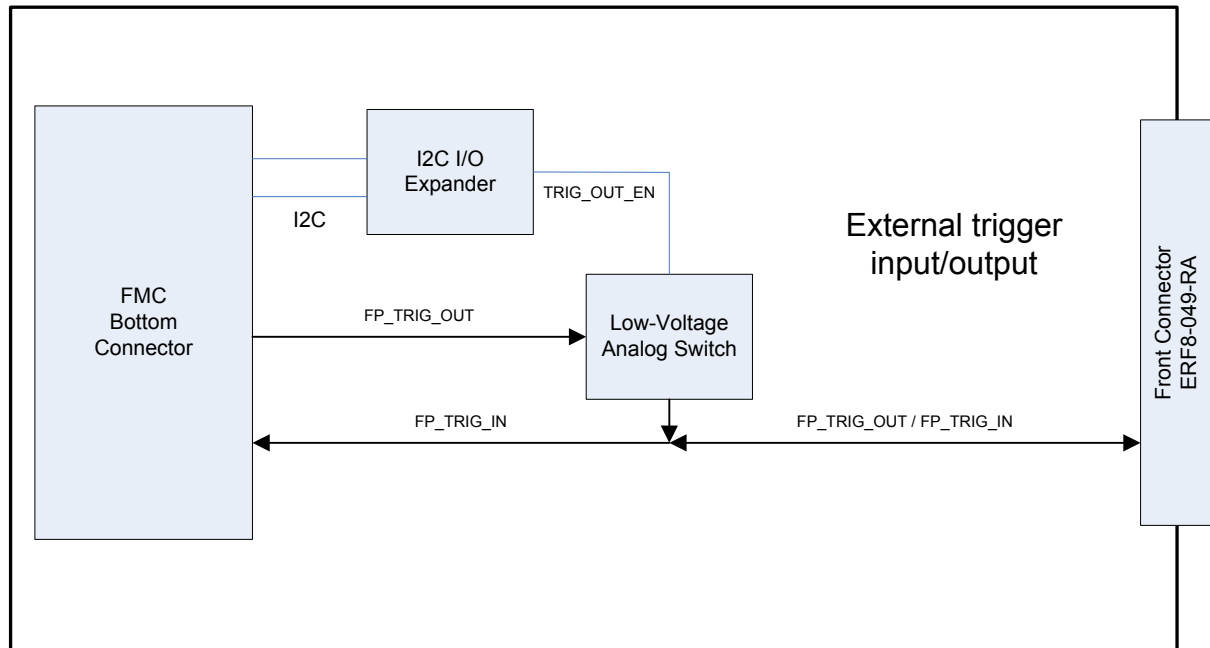 I2C I/O
Expander
TRIG_OUT_EN
I2C
External trigger
input/output
FMC
Bottom
Connector
FP_TRIG_OUT
Low-Voltage
Analog Switch
FP_TRIG_IN
FP_TRIG_OUT / FP_TRIG_IN
Front Connector
ERF8-049-RA